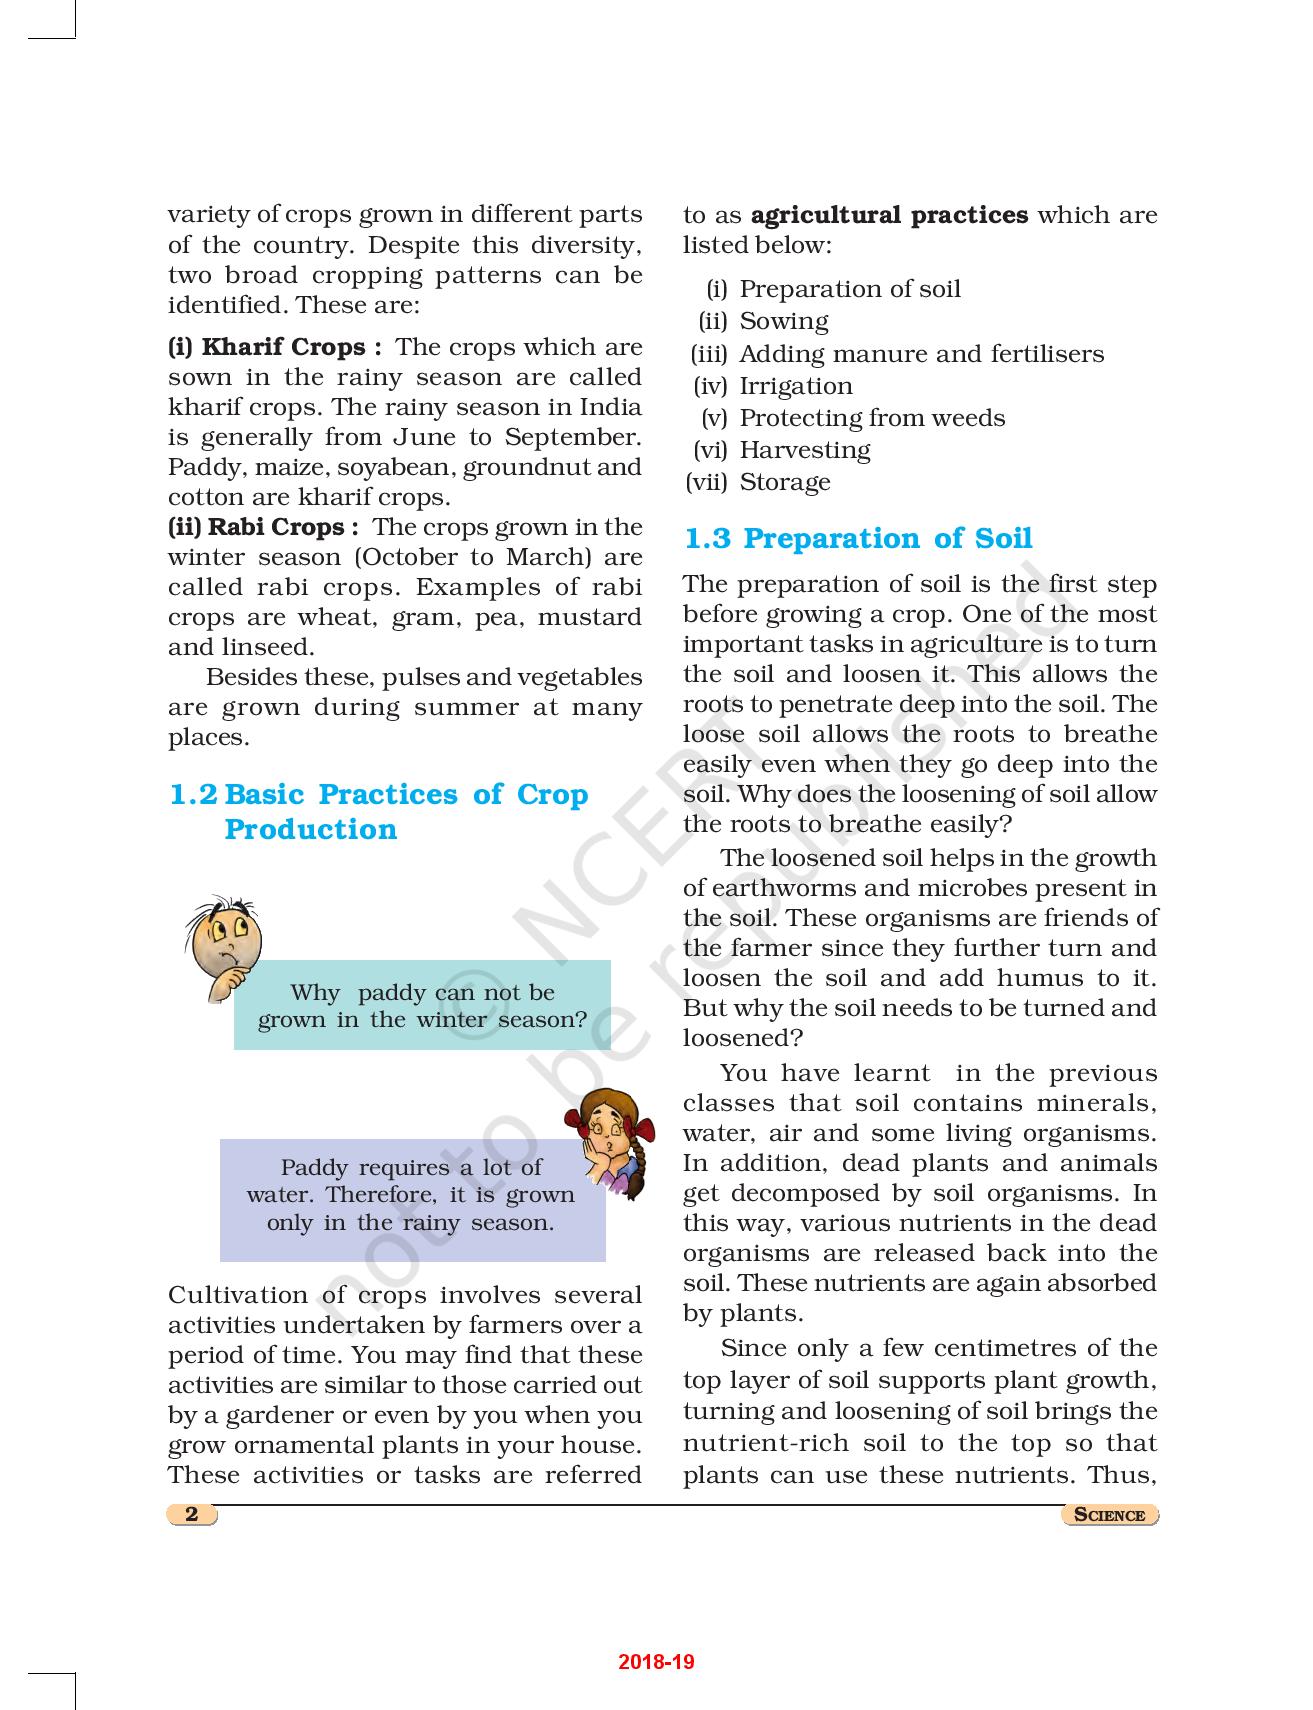 variety of crops grown in different parts
of the country. Despite this diversity,
two broad cropping patterns can be
identified. These are:
(i) Kharif Crops : The crops which are
sown in the rainy season are called
kharif crops. The rainy season in India
is generally from June to September.
Paddy, maize, soyabean, groundnut and
cotton are kharif crops.
(ii) Rabi Crops : The crops grown in the
winter season (October to March) are
called rabi crops. Examples of rabi
crops are wheat, gram, pea, mustard
and linseed.
Besides these, pulses and vegetables
are grown during summer at many
places.
1.2 Basic Practices of Crop
Production
Why paddy can not be
grown in the winter season?
Paddy requires a lot of
water. Therefore, it is grown
only in the rainy season.
Cultivation of crops involves several
activities undertaken by farmers over a
period of time. You may find that these
activities are similar to those carried out
by a gardener or even by you when you
grow ornamental plants in your house.
These activities or tasks are referred
to as agricultural practices which are
listed below:
(i) Preparation of soil
(ii) Sowing
(iii) Adding manure and fertilisers
(iv) Irrigation
(v) Protecting from weeds
(vi) Harvesting
(vii) Storage
1.3 Preparation of Soil
The preparation of soil is the first step
before growing a crop. One of the most
important tasks in agriculture is to turn
the soil and loosen it. This allows the
roots to penetrate deep into the soil. The
loose soil allows the roots to breathe
easily even when they go deep into the
soil. Why does the loosening of soil allow
the roots to breathe easily?
The loosened soil helps in the growth
of earthworms and microbes present in
the soil. These organisms are friends of
the farmer since they further turn and
loosen the soil and add humus to it.
But why the soil needs to be turned and
loosened?
You have learnt in the previous
classes that soil contains minerals,
water, air and some living organisms.
In addition, dead plants and animals
get decomposed by soil organisms. In
this way, various nutrients in the dead
organisms are released back into the
soil. These nutrients are again absorbed
by plants.
Since only a few centimetres of the
top layer of soil supports plant growth,
turning and loosening of soil brings the
nutrient-rich soil to the top so that
plants can use these nutrients. Thus,
© NCERT
not to be republished
2
SCIENCE
2018-19